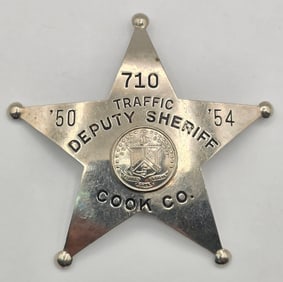 710
TRAFFIC
'50 '54
DEPUTY SHERIFF
COOK CO.